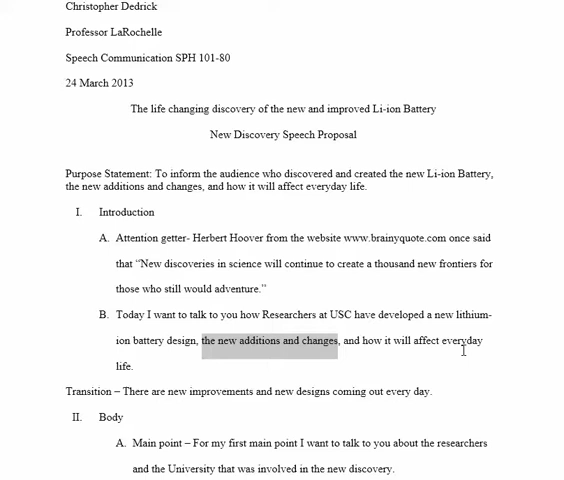 Christopher Dedrick
Professor LaRochelle
Speech Communication SPH 101-80
24 March 2013
The life changing discovery of the new and improved Li-ion Battery
New Discovery Speech Proposal
Purpose Statement: To inform the audience who discovered and created the new Li-ion Battery,
the new additions and changes, and how it will affect everyday life.
I. Introduction
A. Attention getter- Herbert Hoover from the website www.brainyquote.com once said
that “New discoveries in science will continue to create a thousand new frontiers for
those who still would adventure.”
B. Today I want to talk to you how Researchers at USC have developed a new lithium-
ion battery design, the new additions and changes, and how it will affect everyday
life.
Transition – There are new improvements and new designs coming out every day.
II. Body
A. Main point – For my first main point I want to talk to you about the researchers
and the University that was involved in the new discovery.